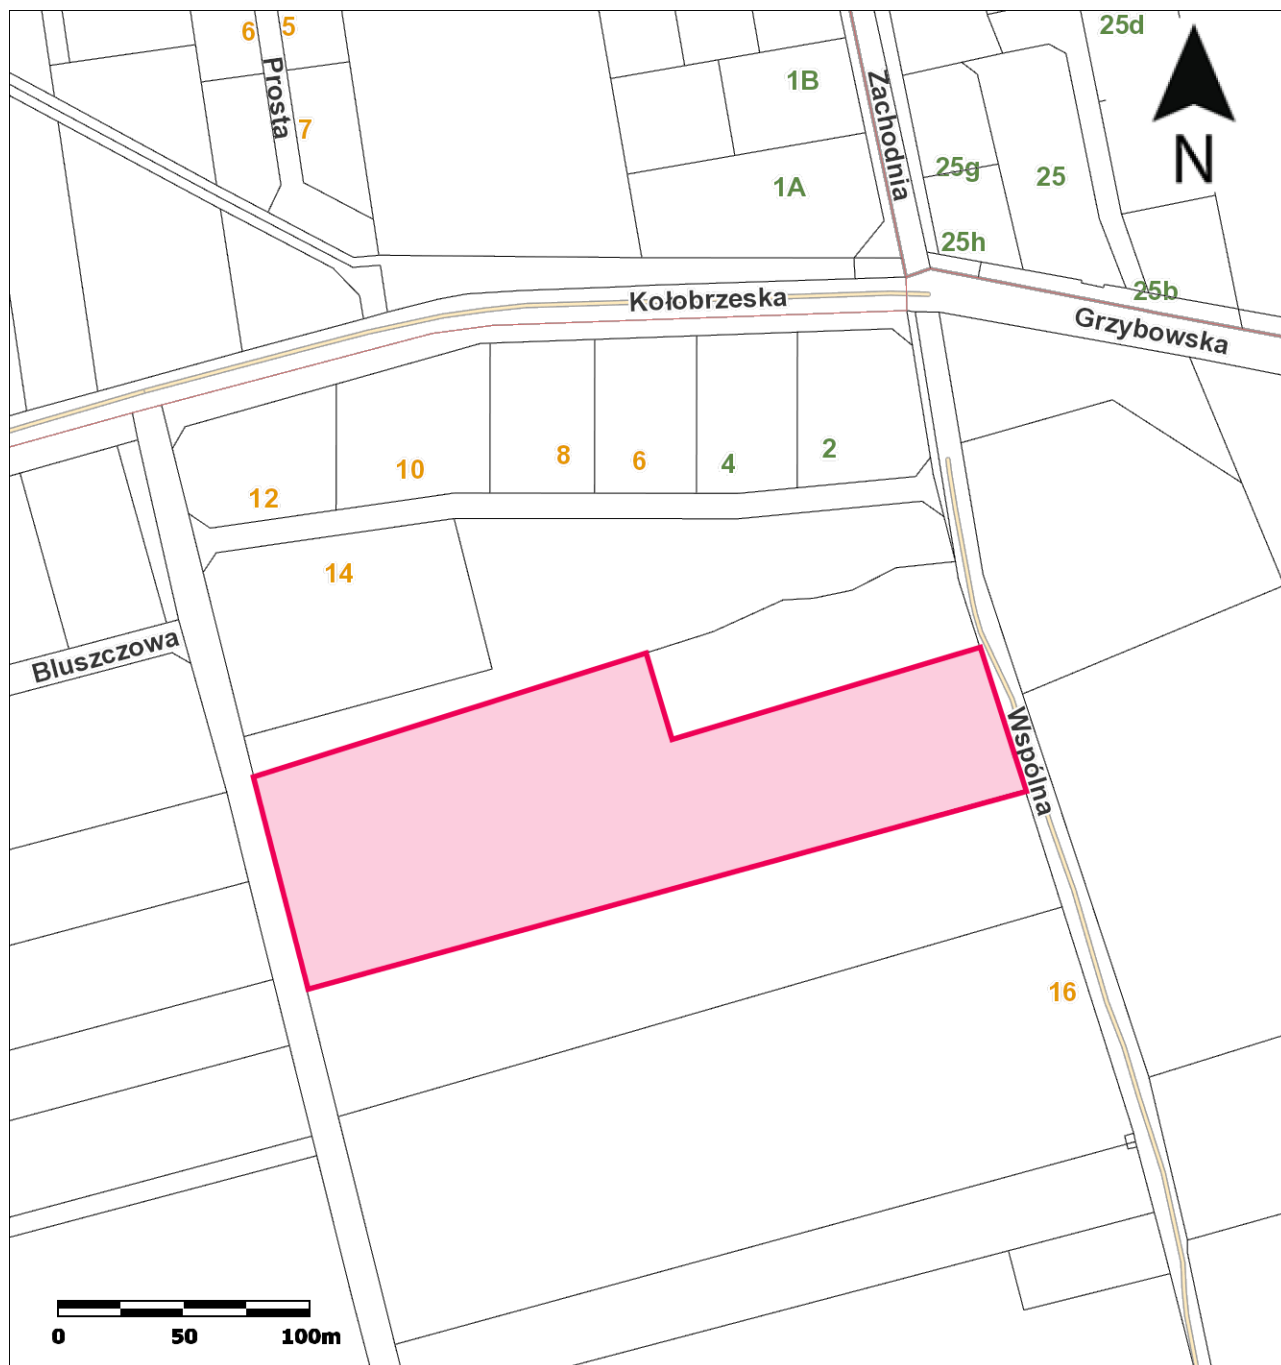 6
5
25d
Prosta
7
1B
Zachodnia
N
25g
25
1A
25h
25b
Kołobrzeska
Grzybowska
12
10
8
6
4
2
14
Bluszczowa
Wspólna
16
0 50 100m